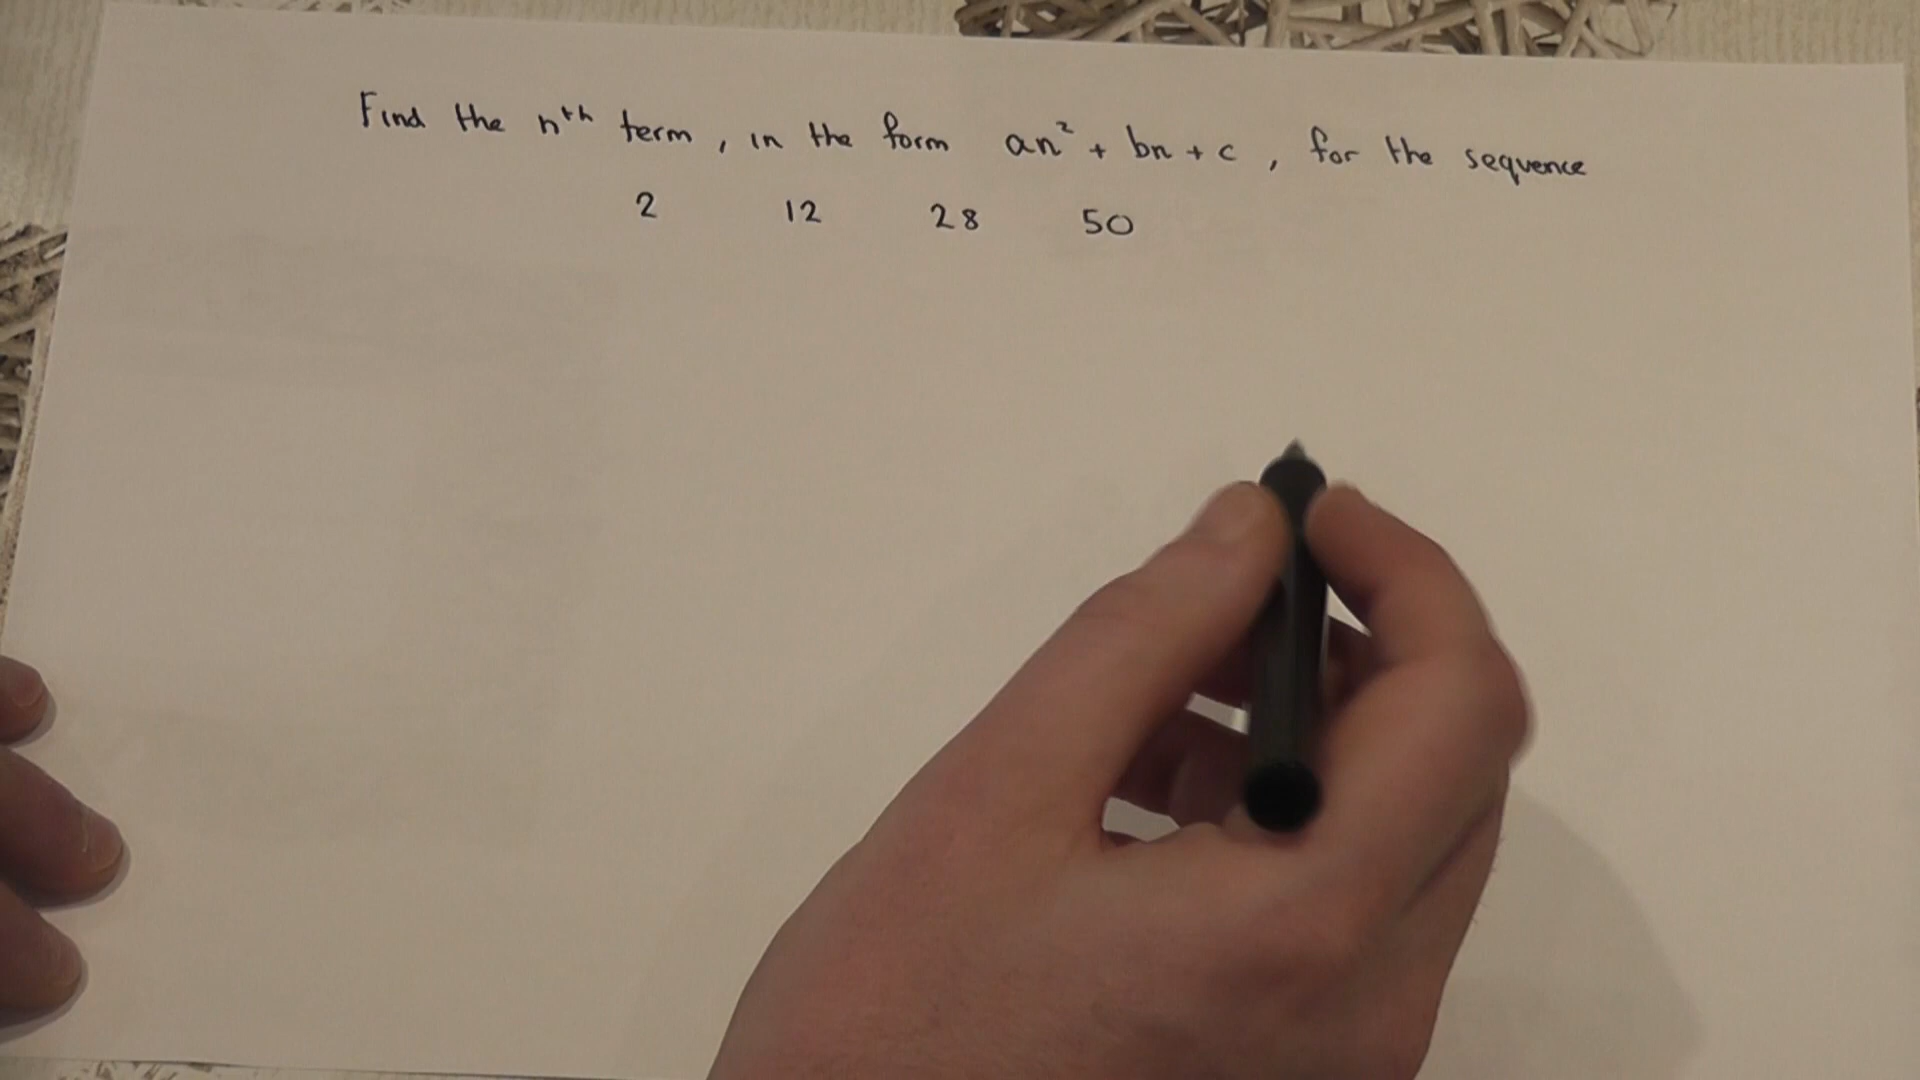 Find the nᵗʰ term, in the form an² + bn + c, for the sequence
2 12 28 50